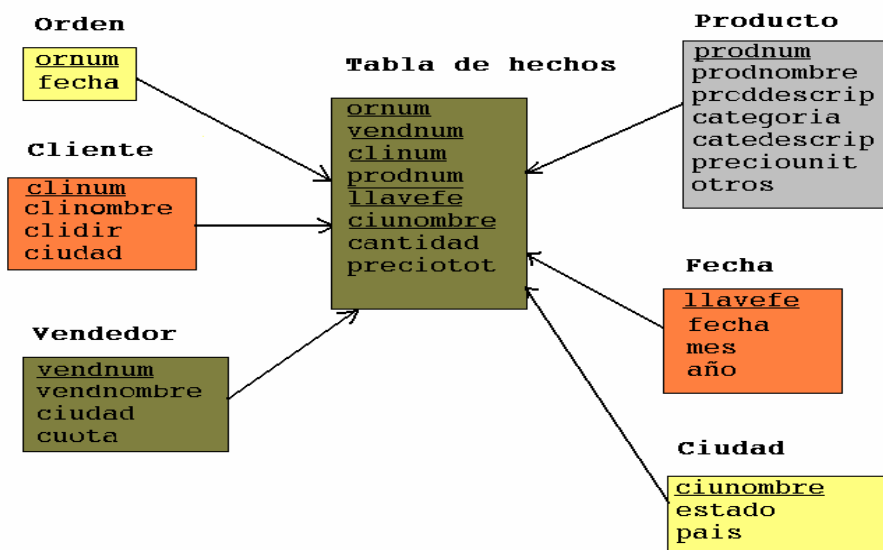 Orden
ornum
fecha
Cliente
clinum
clinombre
clidir
ciudad
Vendedor
vendnum
vendnombre
ciudad
cuota
Tabla de hechos
ornum
vendnum
clinum
prodnum
llavefe
ciunombre
cantidad
preciotot
Producto
prodnum
prodnombre
proddescrip
categoria
catedescrip
preciounit
otros
Fecha
llavefe
fecha
mes
año
Ciudad
ciunombre
estado
pais